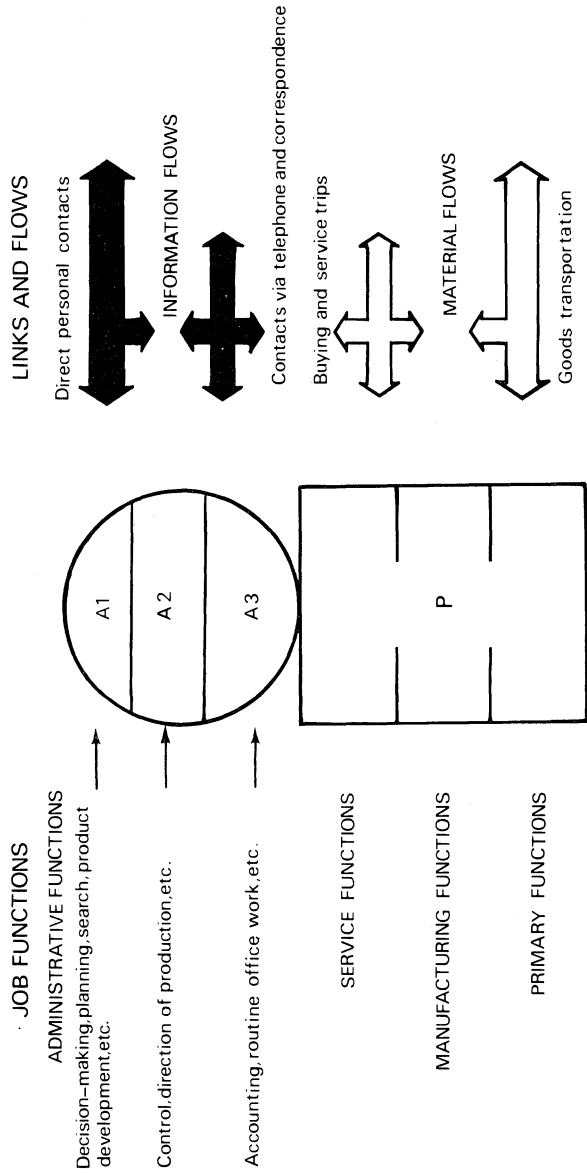 JOB FUNCTIONS
ADMINISTRATIVE FUNCTIONS
Decision-making,planning,search,product
development,etc.
Control,direction of production,etc.
Accounting,routine office work,etc.
SERVICE FUNCTIONS
MANUFACTURING FUNCTIONS
PRIMARY FUNCTIONS
A1
A2
A3
P
LINKS AND FLOWS
Direct personal contacts
INFORMATION FLOWS
Contacts via telephone and correspondence
Buying and service trips
MATERIAL FLOWS
Goods transportation